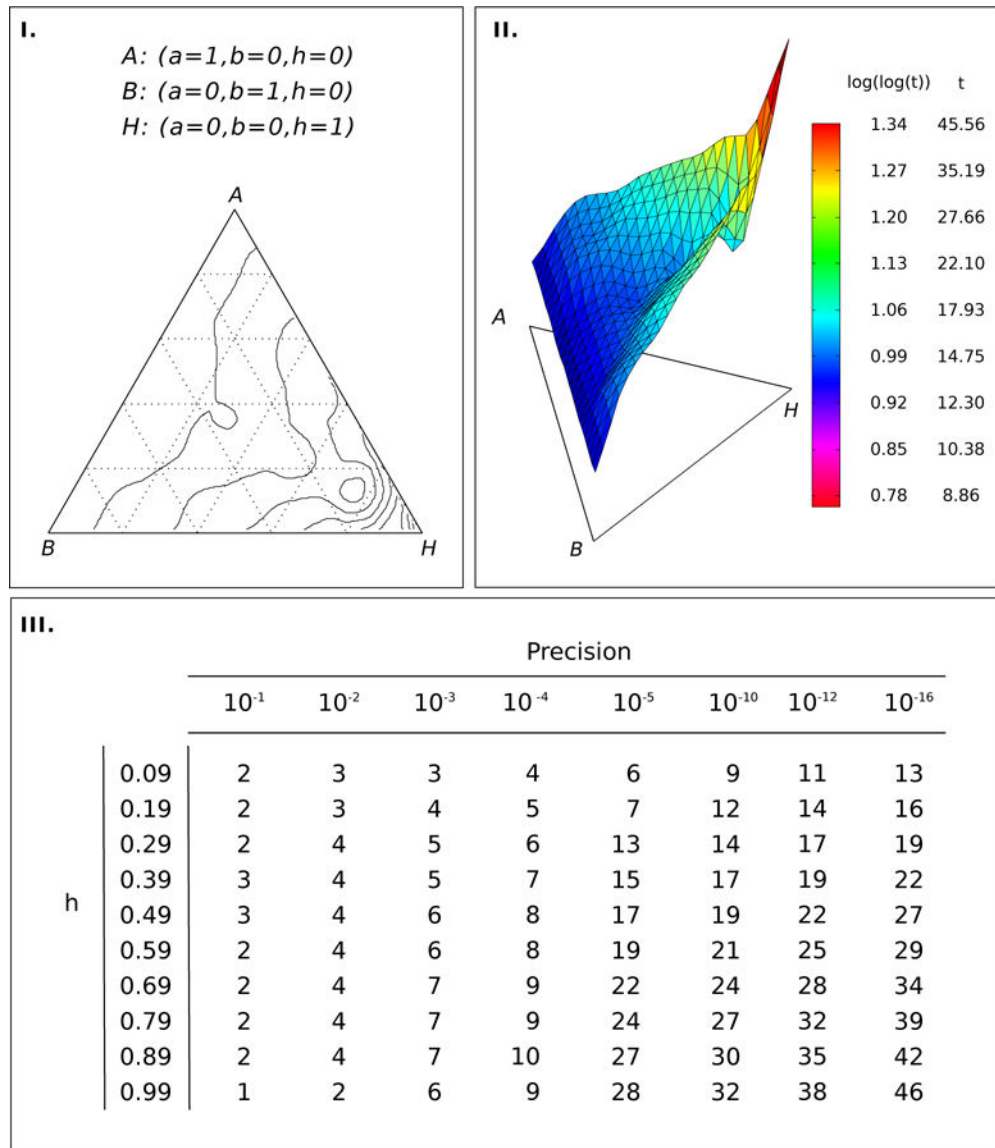 I.
A: (a=1,b=0,h=0)
B: (a=0,b=1,h=0)
H: (a=0,b=0,h=1)
A
B H
II.
log(log(t)) t
1.34 45.56
1.27 35.19
1.20 27.66
1.13 22.10
1.06 17.93
0.99 14.75
0.92 12.30
0.85 10.38
0.78 8.86
A
H
B
III.
Precision
10⁻¹ 10⁻² 10⁻³ 10⁻⁴ 10⁻⁵ 10⁻¹⁰ 10⁻¹² 10⁻¹⁶
h
0.09 2 3 3 4 6 9 11 13
0.19 2 3 4 5 7 12 14 16
0.29 2 4 5 6 13 14 17 19
0.39 3 4 5 7 15 17 19 22
0.49 3 4 6 8 17 19 22 27
0.59 2 4 6 8 19 21 25 29
0.69 2 4 7 9 22 24 28 34
0.79 2 4 7 9 24 27 32 39
0.89 2 4 7 10 27 30 35 42
0.99 1 2 6 9 28 32 38 46